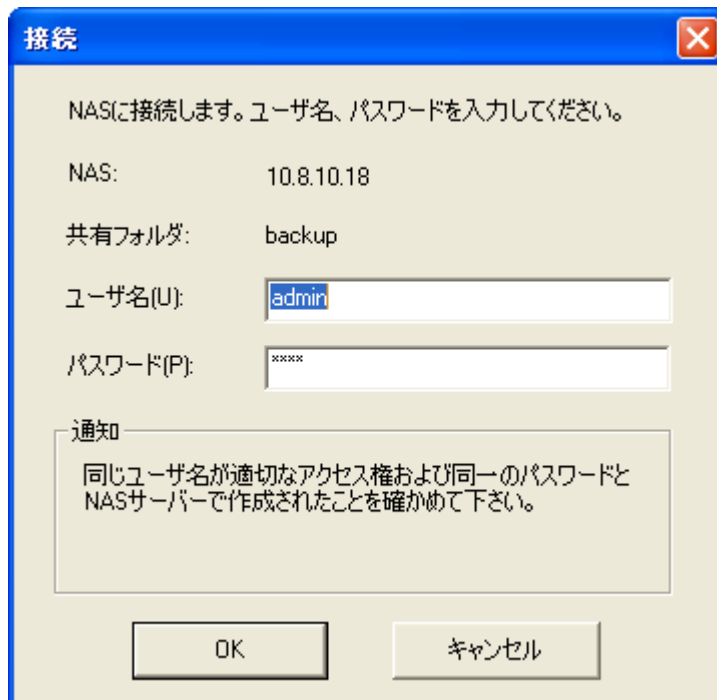 接続
NASに接続します。ユーザ名、パスワードを入力してください。
NAS: 10.8.10.18
共有フォルダ: backup
ユーザ名(U): admin
パスワード(P): ****
通知
同じユーザ名が適切なアクセス権および同一のパスワードと
NASサーバーで作成されたことを確かめて下さい。
OK キャンセル